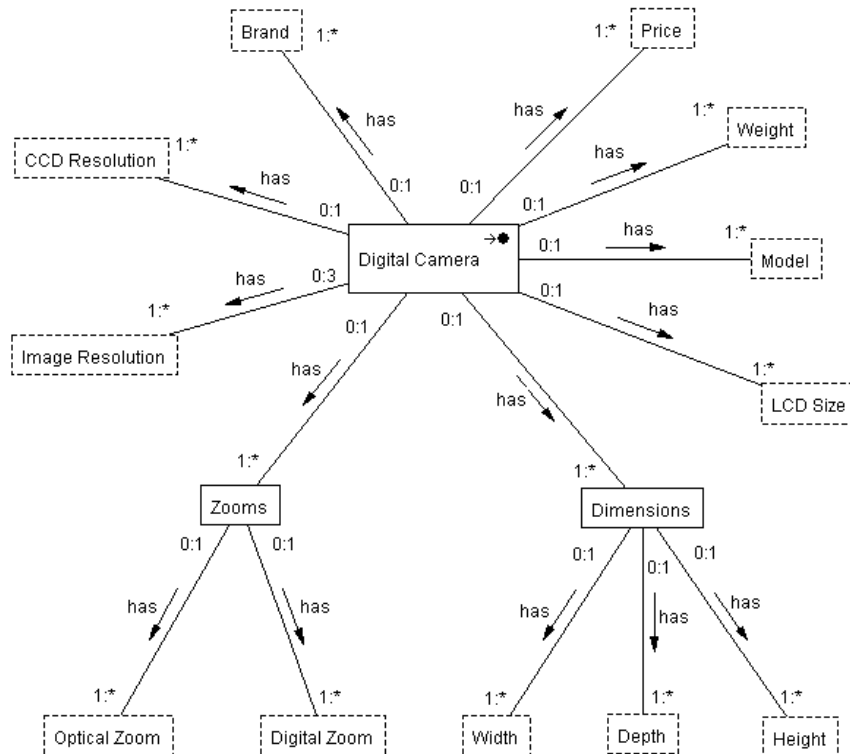 Brand
1:*
1:*
Price
has
has
1:*
Weight
1:*
CCD Resolution
has
has
0:1
0:1
0:1
0:1
Digital Camera
has
1:*
0:1
Model
has
0:3
0:1
1:*
Image Resolution
0:1
0:1
has
has
has
1:*
LCD Size
1:*
1:*
Zooms
Dimensions
0:1
0:1
0:1
0:1
0:1
has
has
has
has
has
1:*
1:*
1:*
1:*
1:*
Optical Zoom
Digital Zoom
Width
Depth
Height